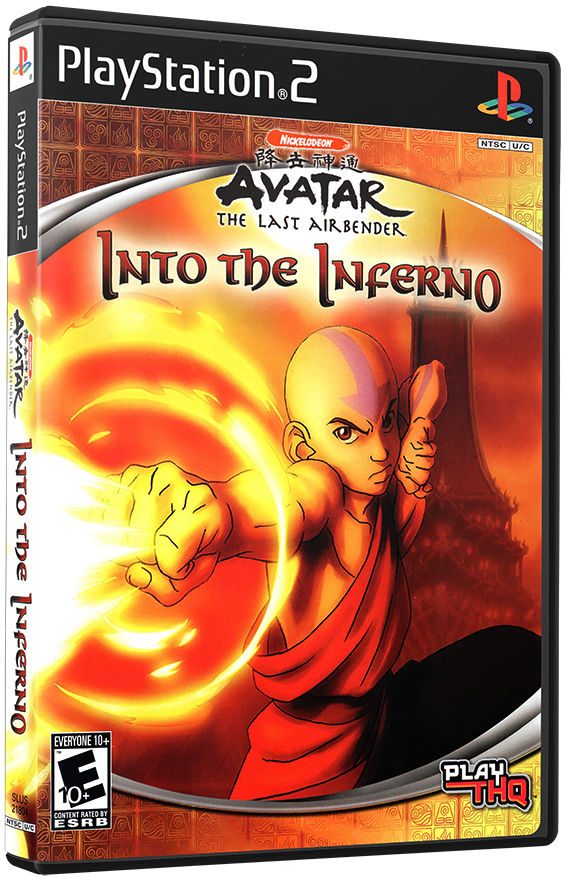 PlayStation®2
NTSC U/C
NICKELODEON
降去神通
AVATAR
THE LAST AIRBENDER
INTO THE INFERNO
EVERYONE 10+
E
10+
CONTENT RATED BY
ESRB
PLAY
THQ
PlayStation®2
AVATAR
THE LAST AIRBENDER
INTO THE INFERNO
SLUS
NTSC U/C